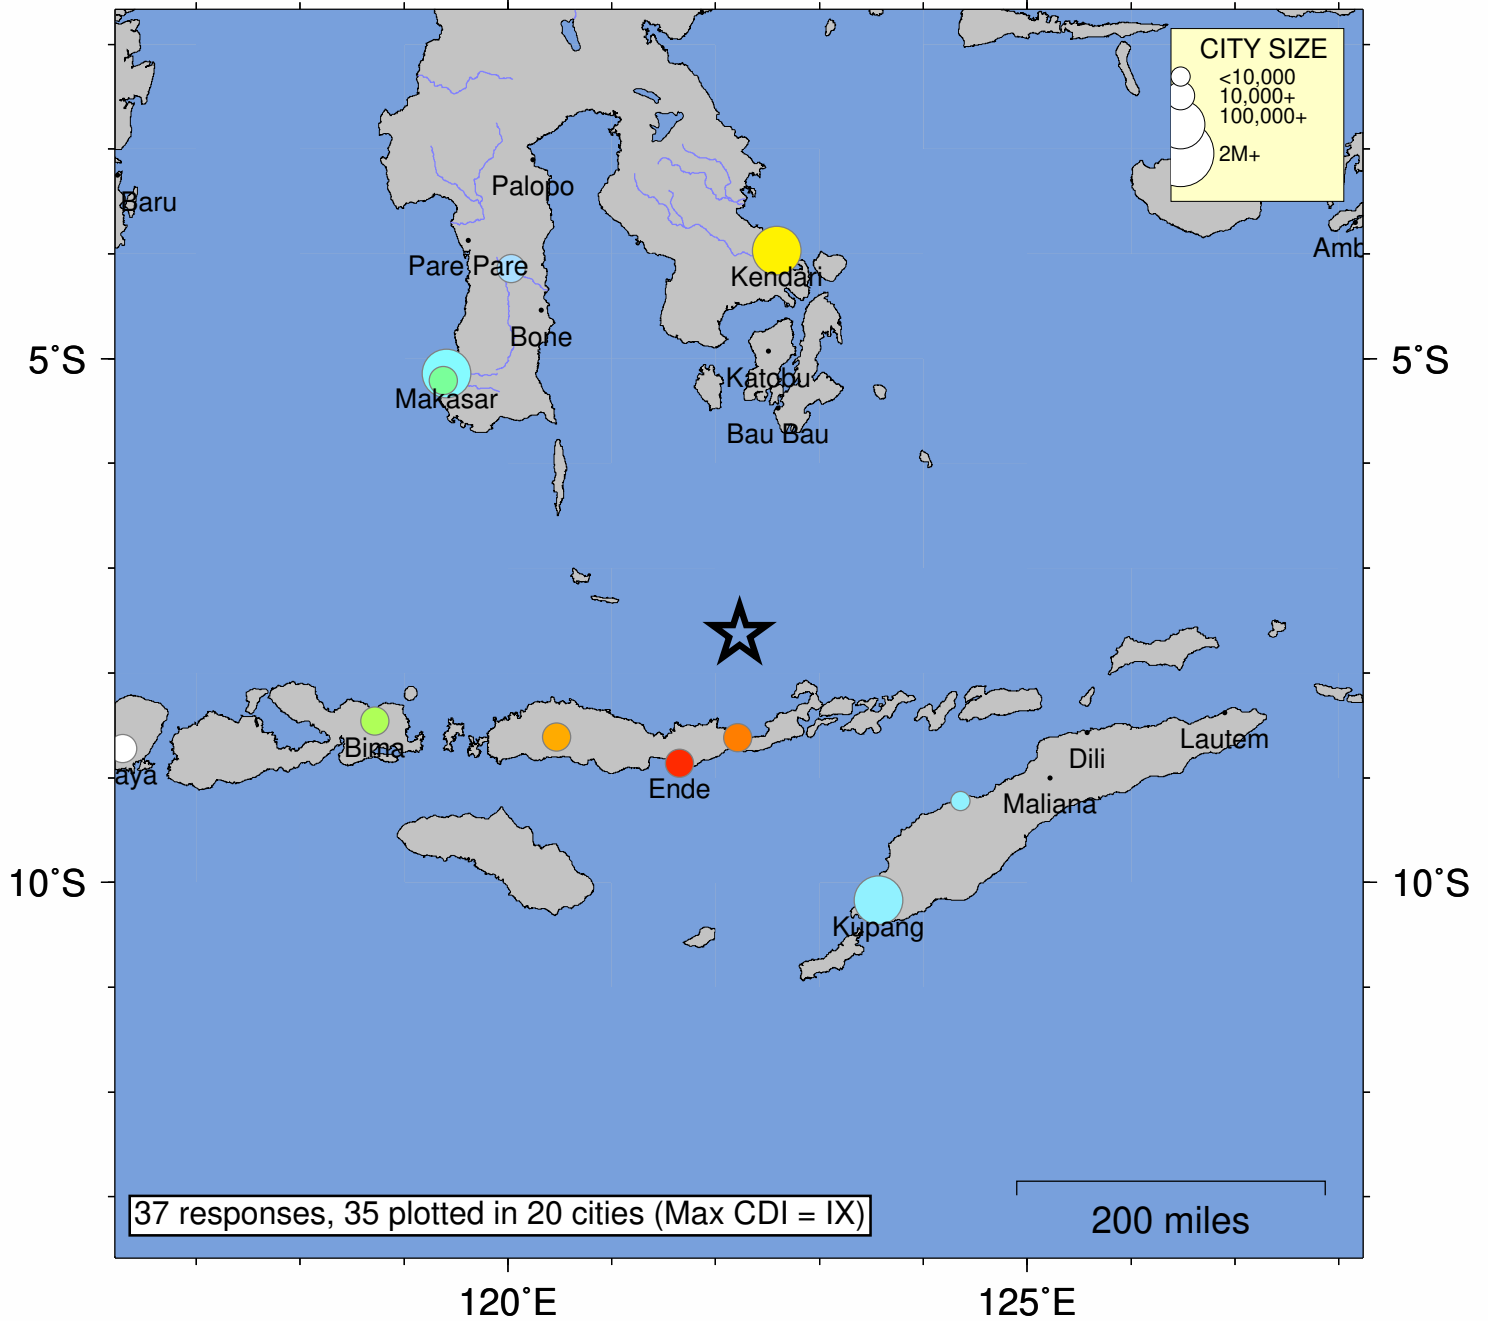 CITY SIZE
<10,000
10,000+
100,000+
2M+
Palopo
Baru
Amb
Pare Pare
Kendari
Bone
5˚S
5˚S
Katobu
Makasar
Bau Bau
Bima
Lautem
Dili
aya
Ende
Maliana
10˚S
10˚S
Kupang
37 responses, 35 plotted in 20 cities (Max CDI = IX)
200 miles
120˚E
125˚E